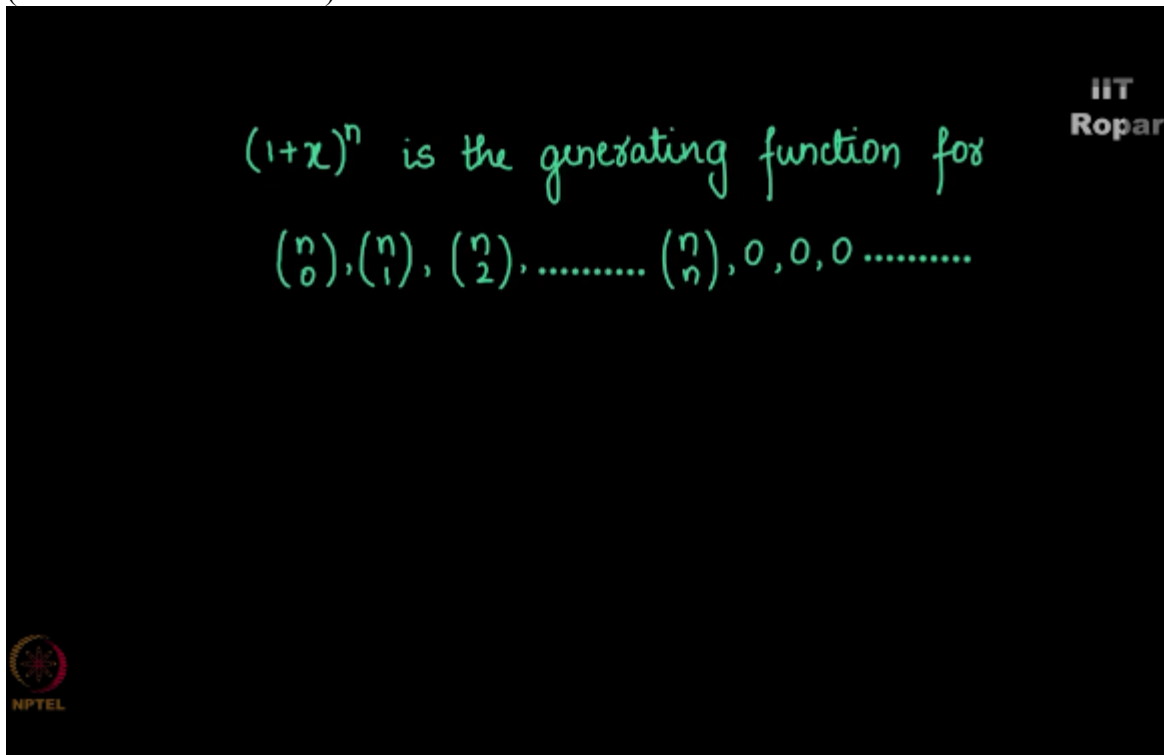 IIT
Ropar
(1+x)ⁿ is the generating function for
(n 0), (n 1), (n 2), .......... (n n), 0, 0, 0 ..........
NPTEL